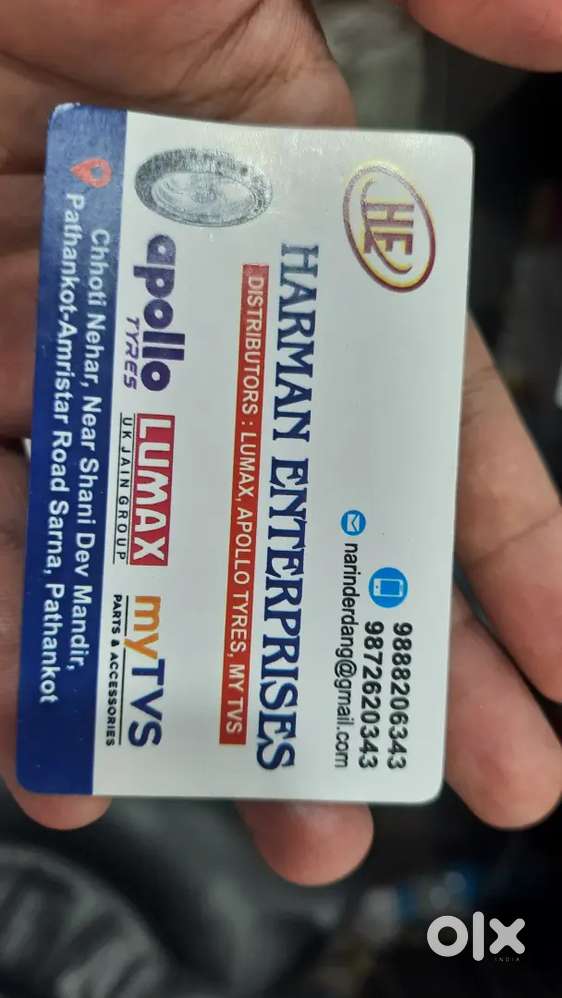 HE
9888206343
9872620343
narinderdang@gmail.com
HARMAN ENTERPRISES
DISTRIBUTORS : LUMAX, APOLLO TYRES, MY TVS
apollo
TYRES
LUMAX
UK JAIN GROUP
myTVS
PARTS & ACCESSORIES
Chhoti Nehar, Near Shani Dev Mandir,
Pathankot-Amristar Road Sarna, Pathankot
olx
INDIA